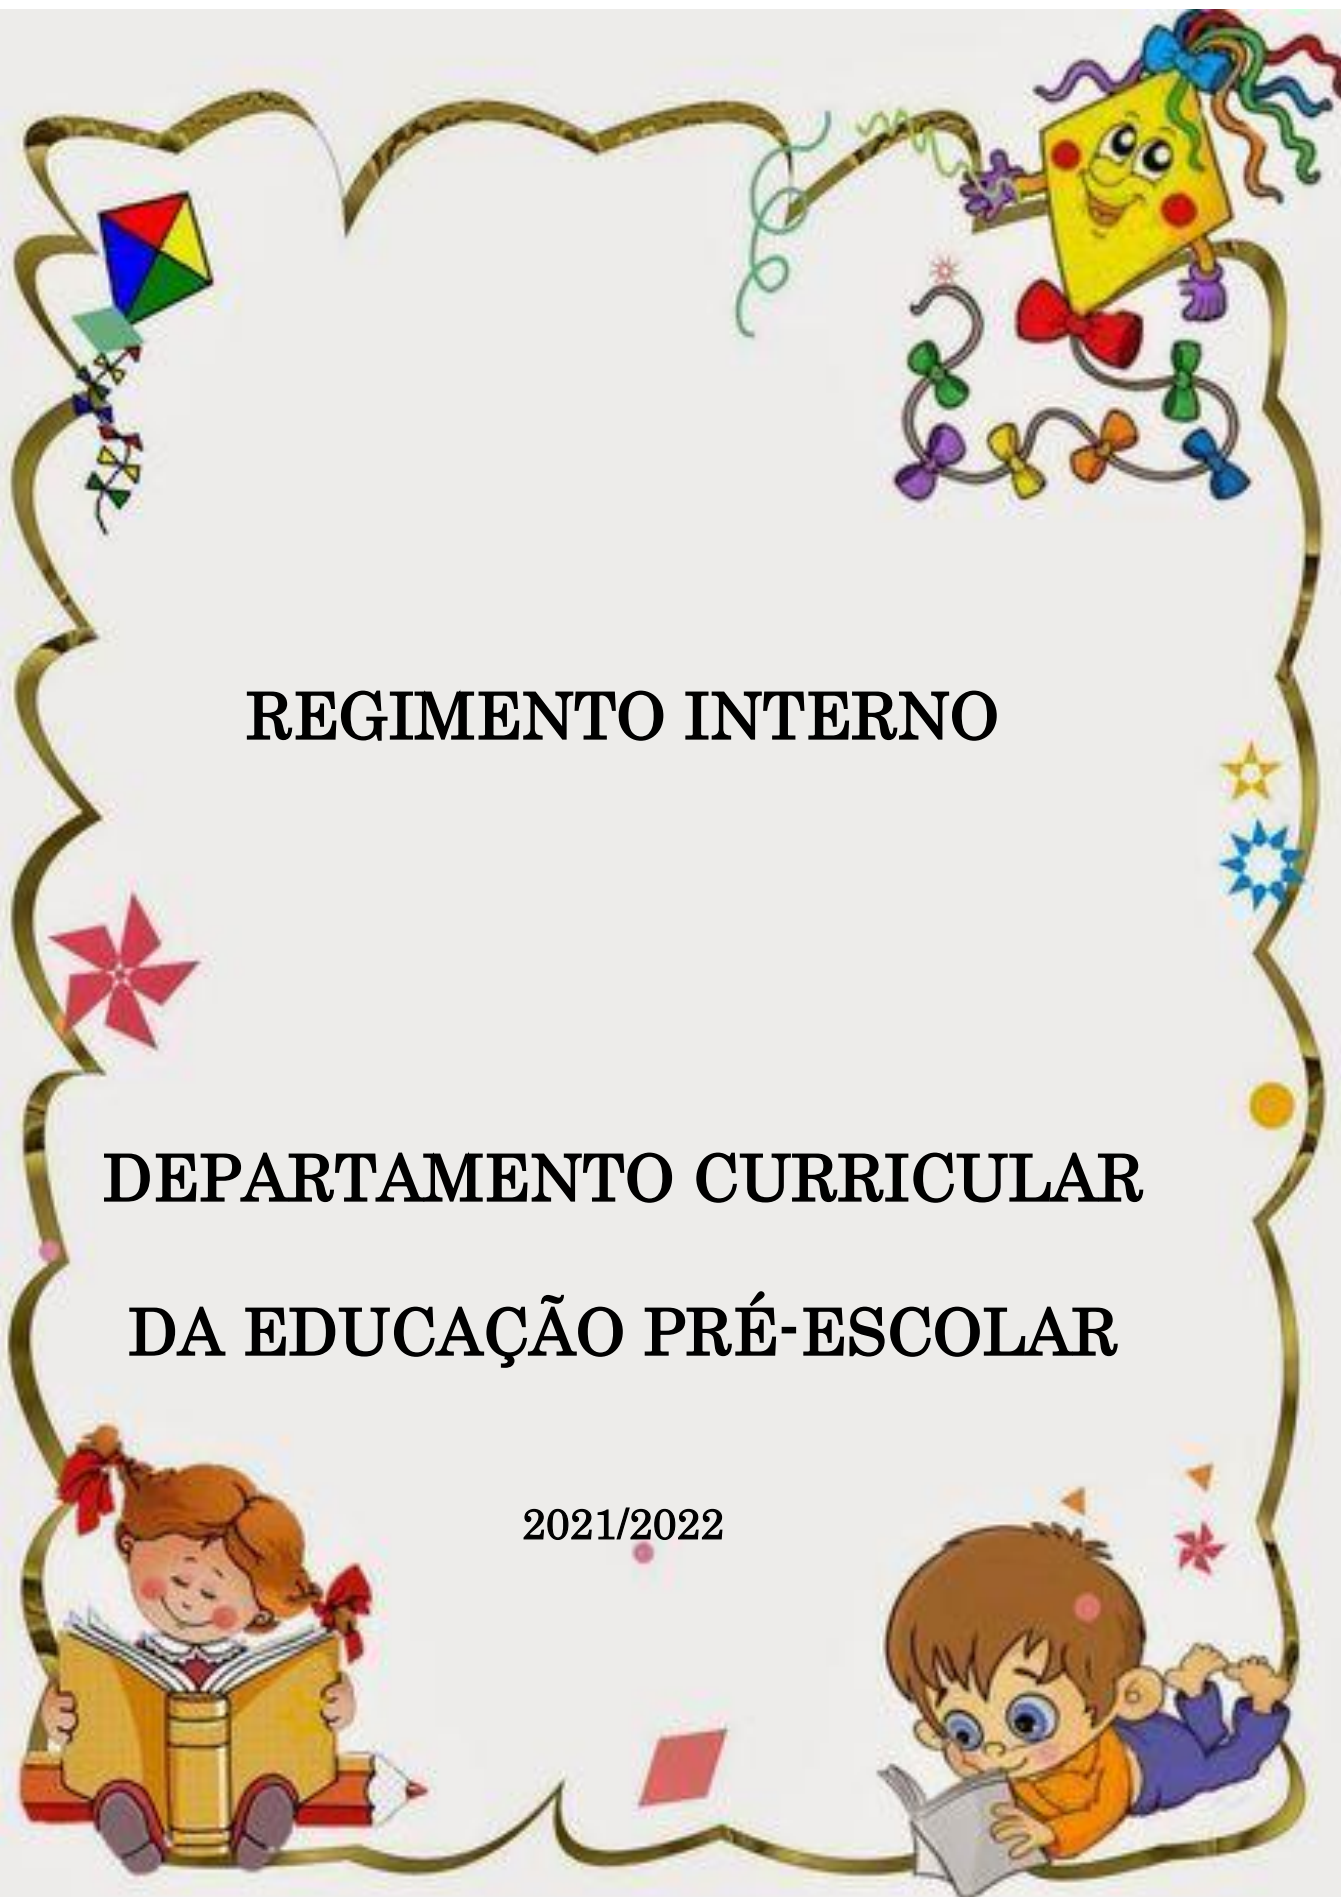 REGIMENTO INTERNO
DEPARTAMENTO CURRICULAR
DA EDUCAÇÃO PRÉ-ESCOLAR
2021/2022